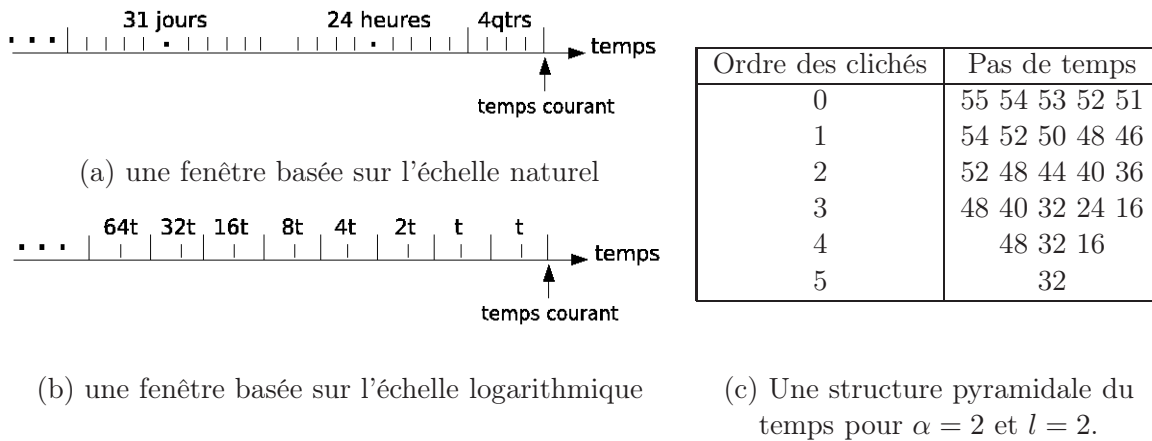 31 jours 24 heures 4qtrs
temps
temps courant
(a) une fenêtre basée sur l'échelle naturel
64t 32t 16t 8t 4t 2t t t
temps
temps courant
(b) une fenêtre basée sur l'échelle logarithmique
Ordre des clichés Pas de temps
0 55 54 53 52 51
1 54 52 50 48 46
2 52 48 44 40 36
3 48 40 32 24 16
4 48 32 16
5 32
(c) Une structure pyramidale du
temps pour α = 2 et l = 2.